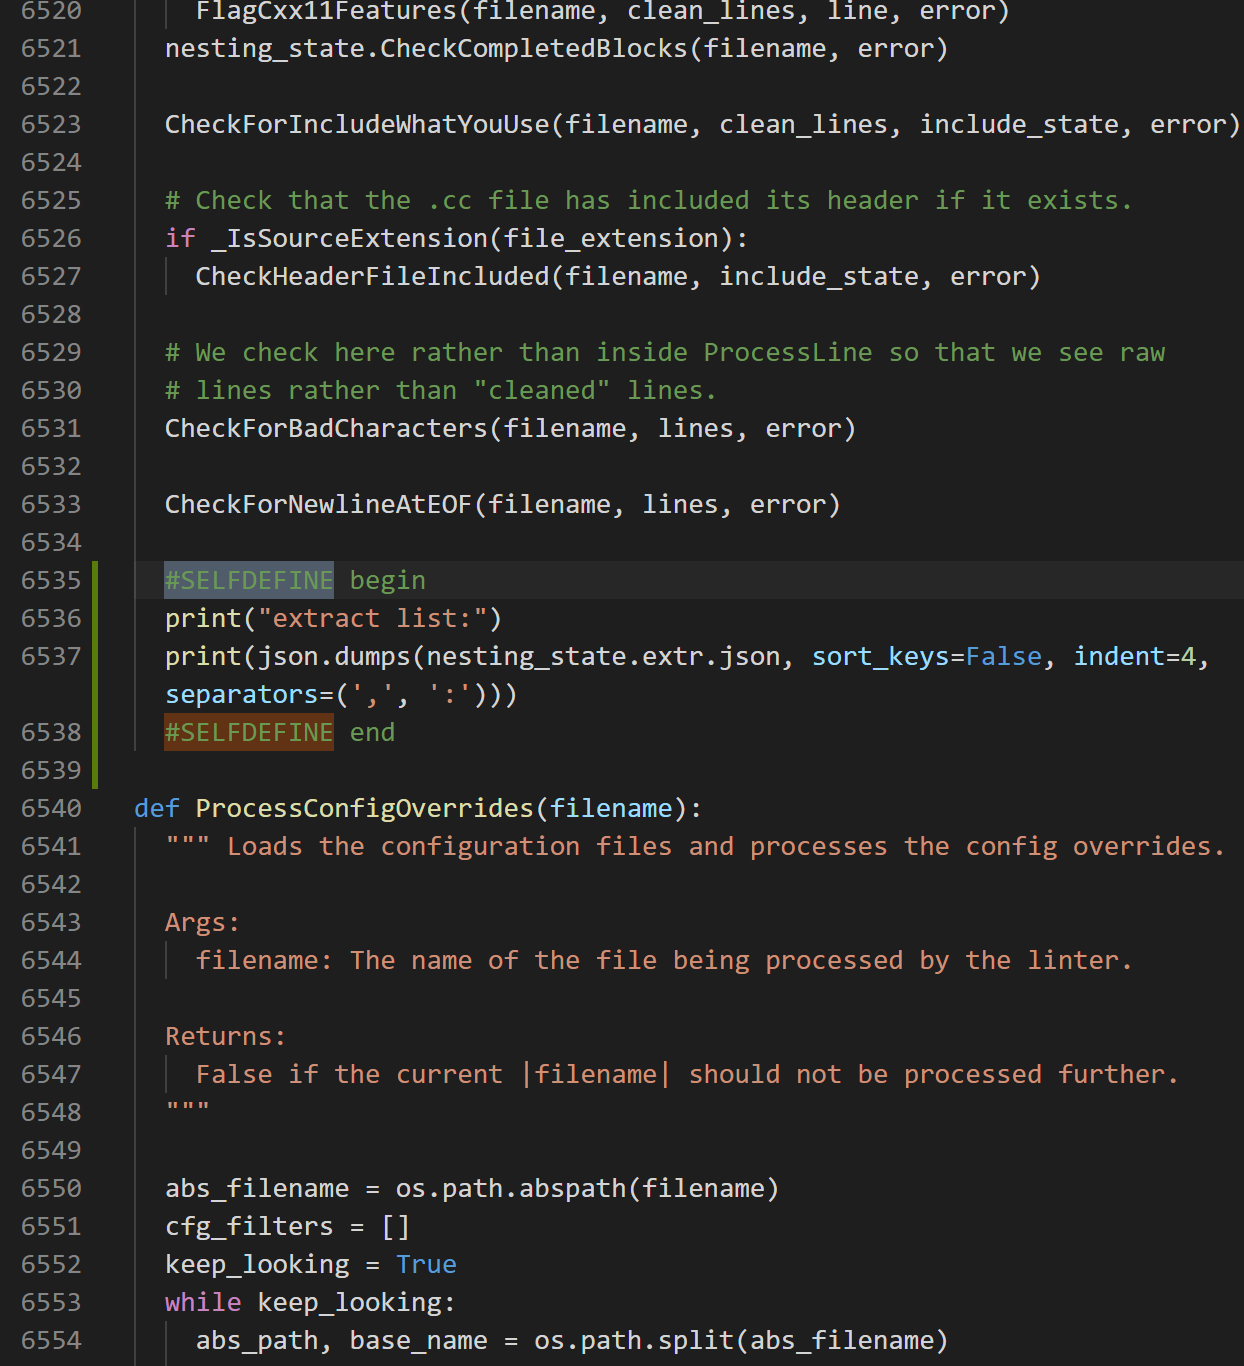 6520       FlagCxx11Features(filename, clean_lines, line, error)
6521     nesting_state.CheckCompletedBlocks(filename, error)
6522
6523     CheckForIncludeWhatYouUse(filename, clean_lines, include_state, error)
6524
6525     # Check that the .cc file has included its header if it exists.
6526     if _IsSourceExtension(file_extension):
6527       CheckHeaderFileIncluded(filename, include_state, error)
6528
6529     # We check here rather than inside ProcessLine so that we see raw
6530     # lines rather than "cleaned" lines.
6531     CheckForBadCharacters(filename, lines, error)
6532
6533     CheckForNewlineAtEOF(filename, lines, error)
6534
6535     #SELFDEFINE begin
6536     print("extract list:")
6537     print(json.dumps(nesting_state.extr.json, sort_keys=False, indent=4,
         separators=(',', ':')))
6538     #SELFDEFINE end
6539
6540   def ProcessConfigOverrides(filename):
6541     """ Loads the configuration files and processes the config overrides.
6542
6543     Args:
6544       filename: The name of the file being processed by the linter.
6545
6546     Returns:
6547       False if the current |filename| should not be processed further.
6548     """
6549
6550     abs_filename = os.path.abspath(filename)
6551     cfg_filters = []
6552     keep_looking = True
6553     while keep_looking:
6554       abs_path, base_name = os.path.split(abs_filename)